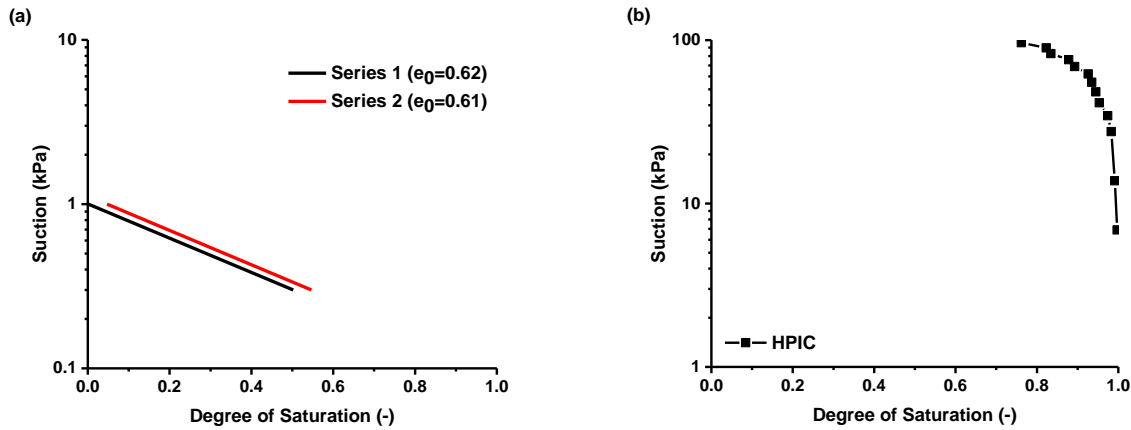 (a)
10
1
0.1
Suction (kPa)
Series 1 (e0=0.62)
Series 2 (e0=0.61)
0.0 0.2 0.4 0.6 0.8 1.0
Degree of Saturation (-)
(b)
100
10
1
Suction (kPa)
HPIC
0.0 0.2 0.4 0.6 0.8 1.0
Degree of Saturation (-)